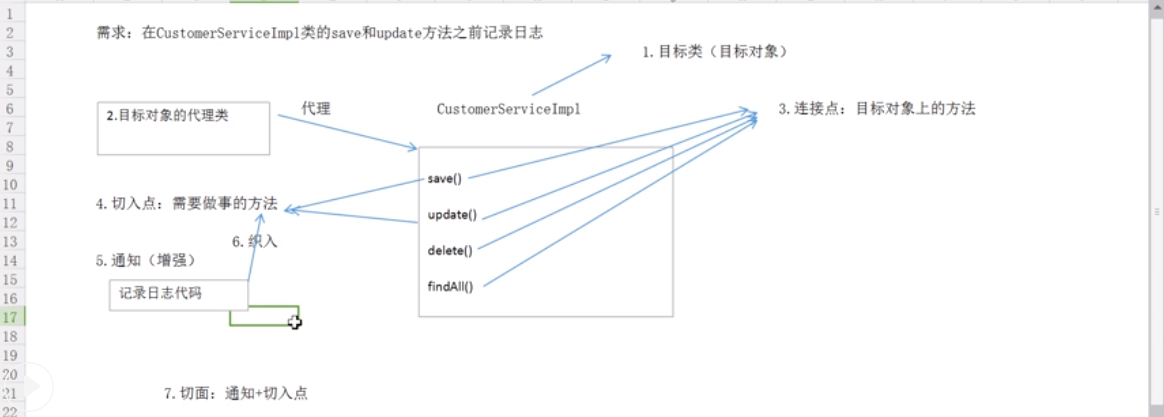 1
2
3
4
5
6
7
8
9
10
11
12
13
14
15
16
17
18
19
20
21
22
需求：在CustomerServiceImpl类的save和update方法之前记录日志
1.目标类（目标对象）
2.目标对象的代理类
代理
CustomerServiceImpl
3.连接点：目标对象上的方法
save()
4.切入点：需要做事的方法
update()
6.织入
delete()
5.通知（增强）
findAll()
记录日志代码
7.切面：通知+切入点